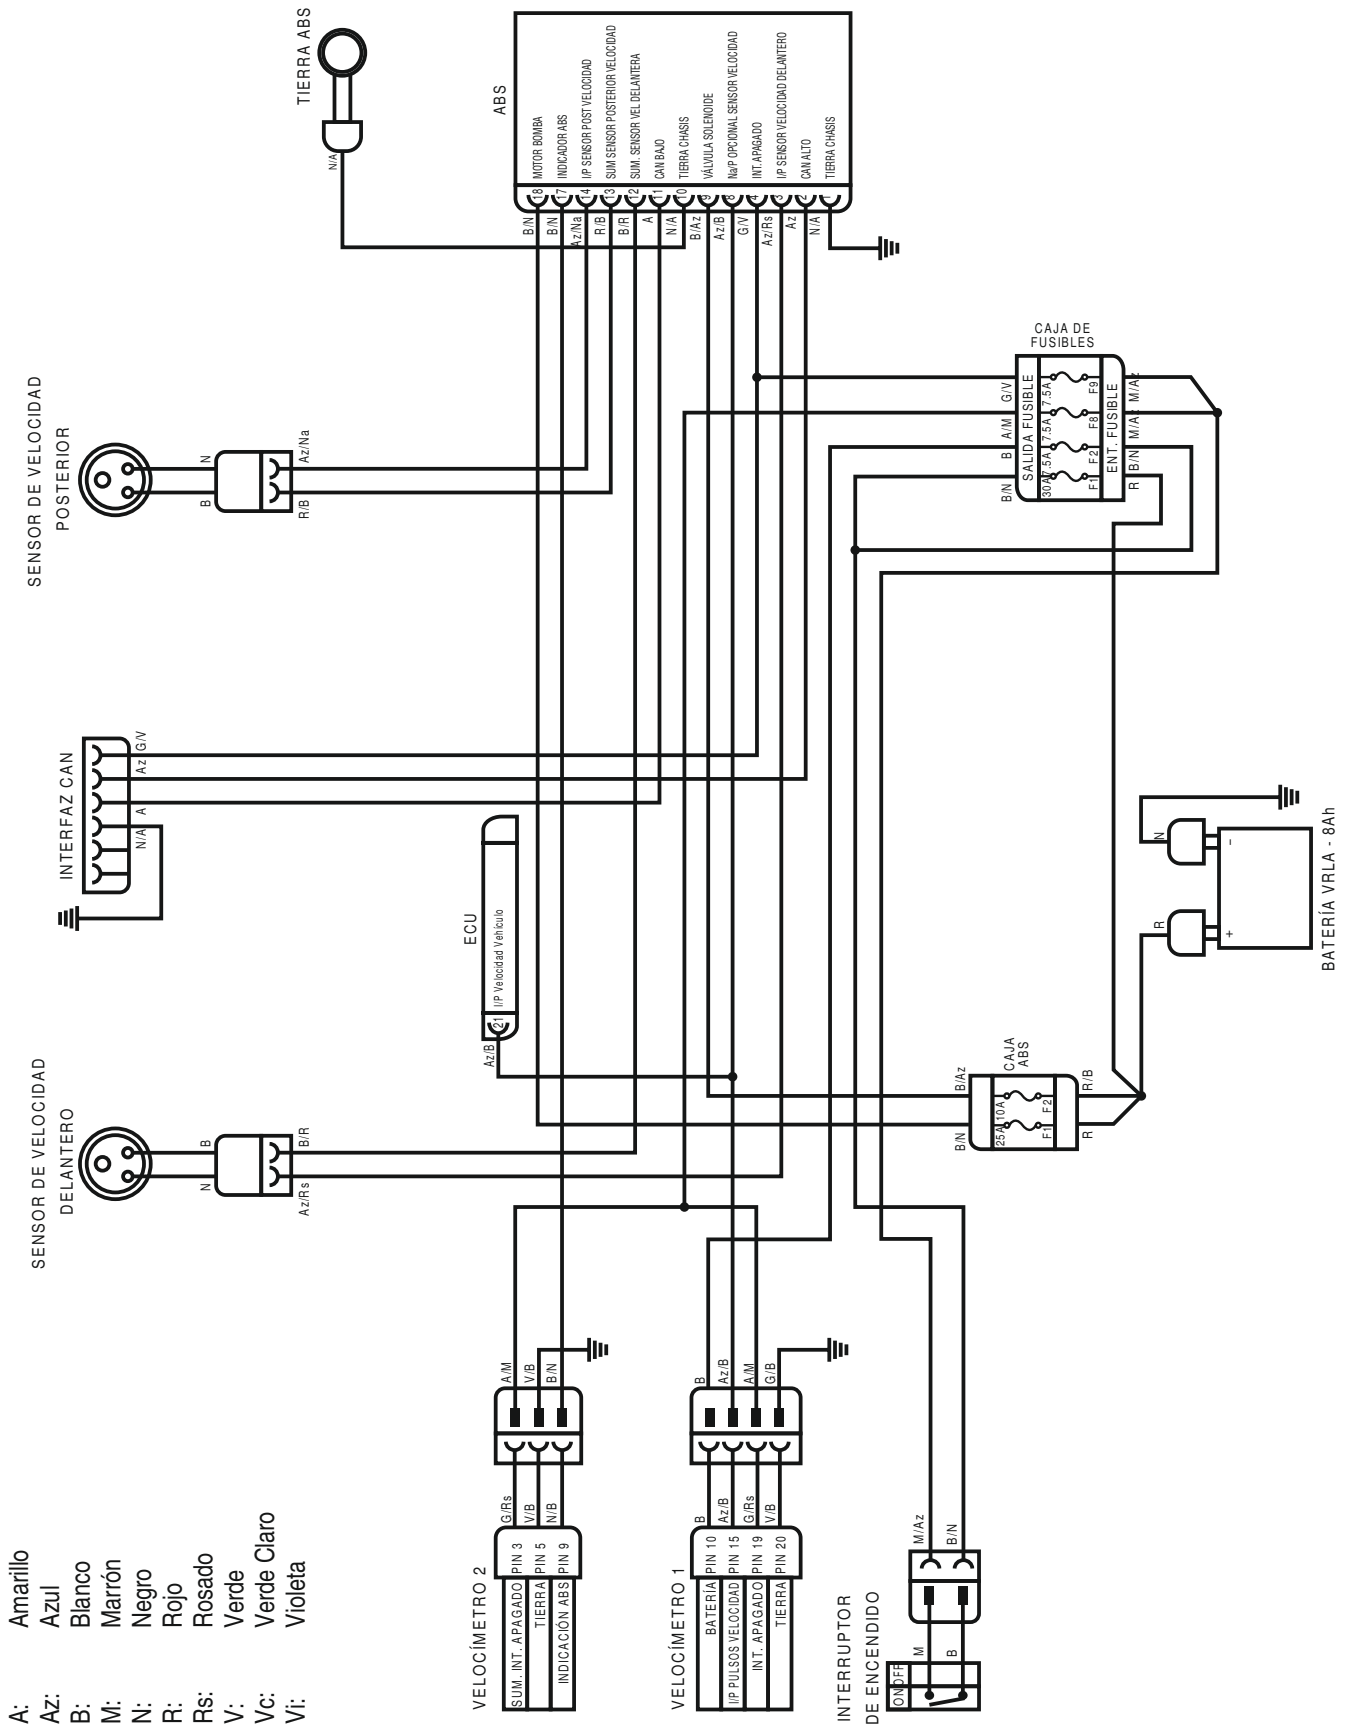 A: Amarillo
Az: Azul
B: Blanco
M: Marrón
N: Negro
R: Rojo
Rs: Rosado
V: Verde
Vc: Verde Claro
Vi: Violeta
SENSOR DE VELOCIDAD
DELANTERO
N
B
Az/Rs
B/R
INTERFAZ CAN
N/A
A
Az
G/V
SENSOR DE VELOCIDAD
POSTERIOR
B
N
R/B
Az/Na
TIERRA ABS
N/A
ABS
18 MOTOR BOMBA
17 INDICADOR ABS
14 I/P SENSOR POST VELOCIDAD
13 SUM SENSOR POSTERIOR VELOCIDAD
12 SUM. SENSOR VEL DELANTERA
11 CAN BAJO
10 TIERRA CHASIS
9 VÁLVULA SOLENOIDE
8 Na/P OPCIONAL SENSOR VELOCIDAD
4 INT. APAGADO
3 I/P SENSOR VELOCIDAD DELANTERO
2 CAN ALTO
1 TIERRA CHASIS
B/N
B/N
Az/Na
R/B
B/R
A
N/A
B/Az
Az/B
G/V
Az/Rs
Az
N/A
ECU
21 I/P Velocidad Vehículo
Az/B
VELOCÍMETRO 2
SUM. INT. APAGADO PIN 3
TIERRA PIN 5
INDICACIÓN ABS PIN 9
G/Rs
V/B
N/B
A/M
V/B
B/N
VELOCÍMETRO 1
BATERÍA PIN 10
I/P PULSOS VELOCIDAD PIN 15
INT. APAGADO PIN 19
TIERRA PIN 20
B
Az/B
G/Rs
V/B
B
Az/B
A/M
G/B
INTERRUPTOR
DE ENCENDIDO
ON OFF
M
B
M/Az
B/N
CAJA
ABS
B/N
B/Az
25A 10A
F1 F2
R
R/B
BATERÍA VRLA - 8Ah
+
-
R
N
CAJA DE
FUSIBLES
SALIDA FUSIBLE
ENT. FUSIBLE
B/N
B
A/M
G/V
30A 7.5A 7.5A 7.5A
F1 F2 F8 F9
R
B/N
M/Az
M/Az